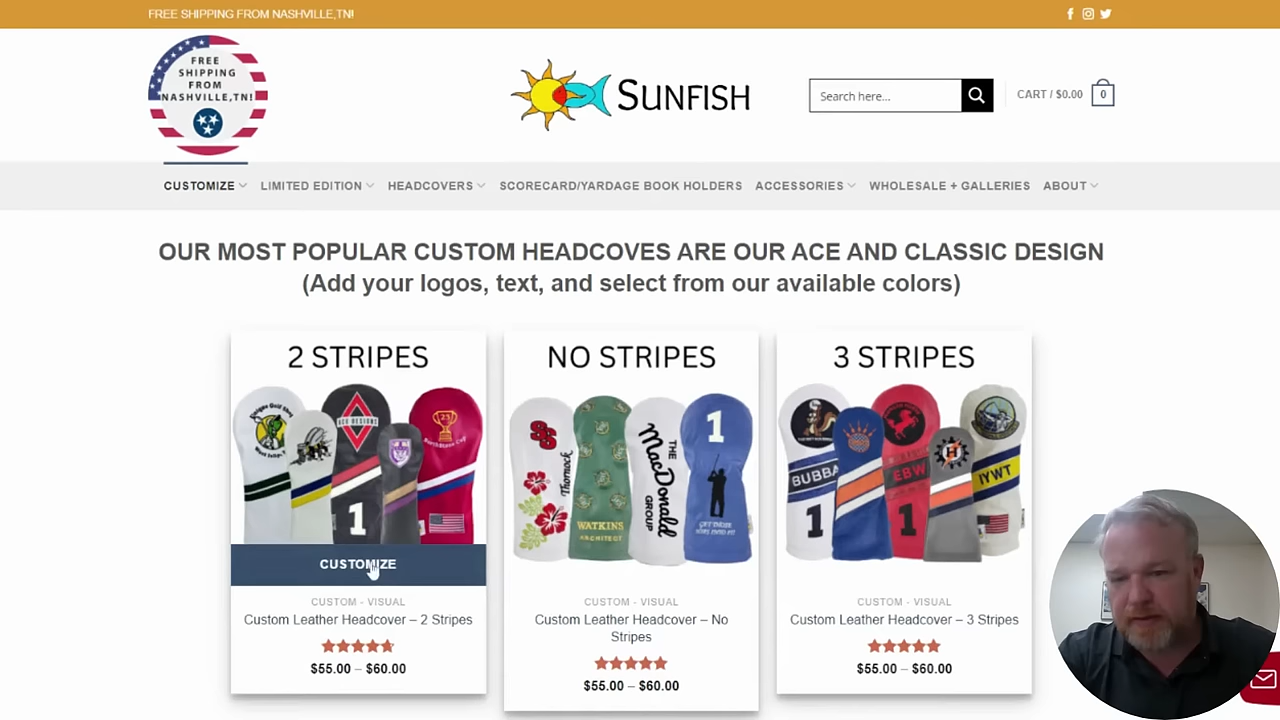 FREE SHIPPING FROM NASHVILLE,TN!
FREE
SHIPPING
FROM
NASHVILLE,TN!
SUNFISH
Search here...
CART / $0.00
0
CUSTOMIZE
LIMITED EDITION
HEADCOVERS
SCORECARD/YARDAGE BOOK HOLDERS
ACCESSORIES
WHOLESALE + GALLERIES
ABOUT
OUR MOST POPULAR CUSTOM HEADCOVES ARE OUR ACE AND CLASSIC DESIGN
(Add your logos, text, and select from our available colors)
2 STRIPES
ACE DESIGNS
1
CUSTOMIZE
CUSTOM - VISUAL
Custom Leather Headcover – 2 Stripes
$55.00 – $60.00
NO STRIPES
Thornock
WATKINS
ARCHITECT
THE
MacDonald
GROUP
1
CUSTOM - VISUAL
Custom Leather Headcover – No
Stripes
$55.00 – $60.00
3 STRIPES
BUBBA
1
EBW
1
H
IYWT
CUSTOM - VISUAL
Custom Leather Headcover – 3 Stripes
$55.00 – $60.00